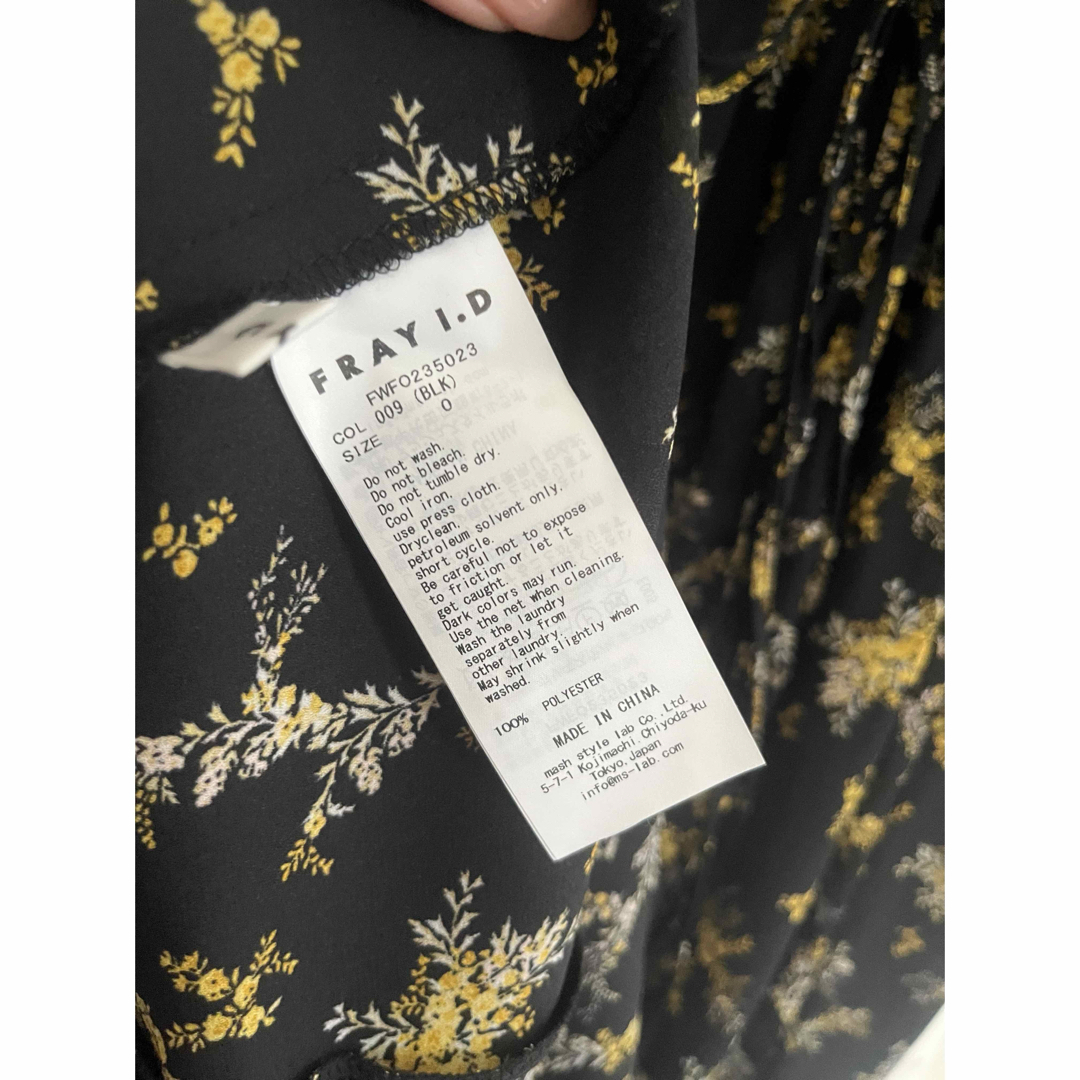 FRAY I.D
FWFO235023
COL 009 (BLK)
SIZE 0
Do not wash.
Do not bleach.
Do not tumble dry.
Cool iron.
use press cloth.
Dryclean.
petroleum solvent only.
short cycle.
Be careful not to expose
to friction or let it
get caught.
Dark colors may run.
Use the net when cleaning.
Wash the laundry
separately from
other laundry.
May shrink slightly when
washed.
100% POLYESTER
MADE IN CHINA
mash style lab Co.,Ltd.
5-7-1 Kojimachi.Chiyoda-ku
Tokyo.Japan
info@ms-lab.com